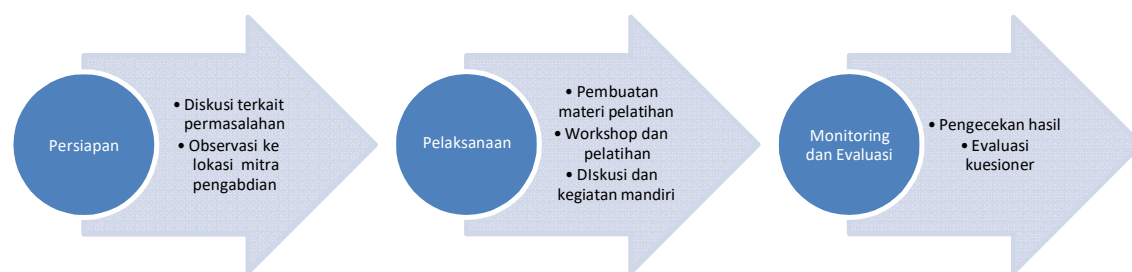 Persiapan
• Diskusi terkait
permasalahan
• Observasi ke
lokasi mitra
pengabdian
Pelaksanaan
• Pembuatan
materi pelatihan
• Workshop dan
pelatihan
• DIskusi dan
kegiatan mandiri
Monitoring
dan Evaluasi
• Pengecekan hasil
• Evaluasi
kuesioner